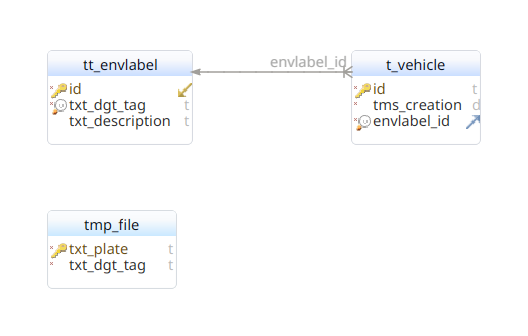 envlabel_id
tt_envlabel
id
txt_dgt_tag t
txt_description t
t_vehicle
id t
tms_creation d
envlabel_id
tmp_file
txt_plate t
txt_dgt_tag t